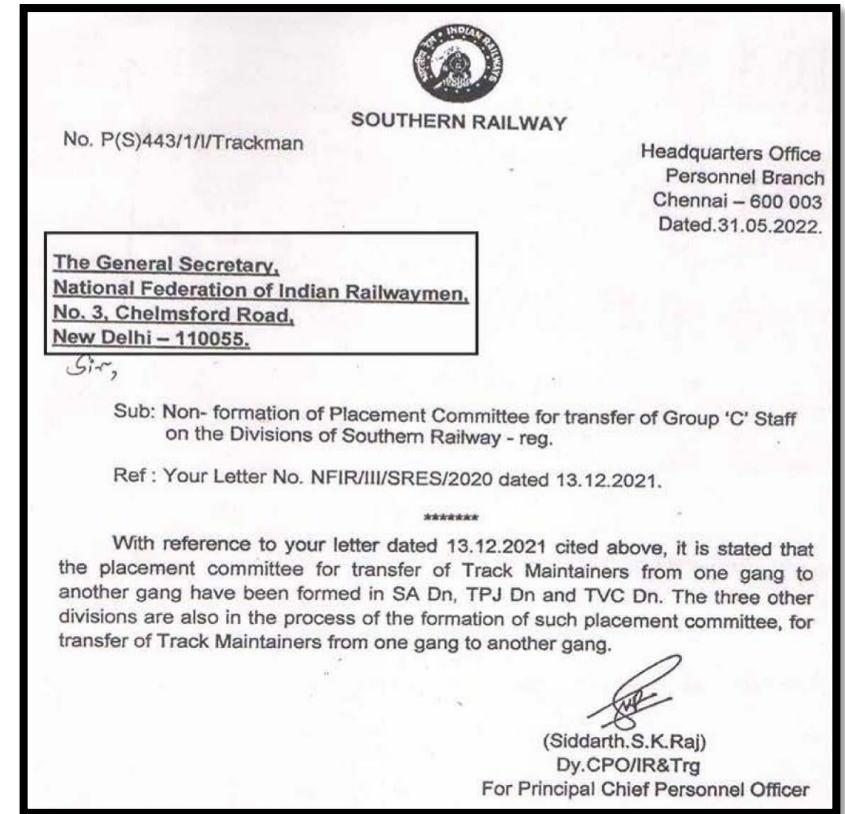 INDIAN RAILWAYS
SOUTHERN RAILWAY
No. P(S)443/1/I/Trackman
Headquarters Office
Personnel Branch
Chennai – 600 003
Dated.31.05.2022.
The General Secretary,
National Federation of Indian Railwaymen,
No. 3, Chelmsford Road,
New Delhi – 110055.
Sir,
Sub: Non- formation of Placement Committee for transfer of Group 'C' Staff
on the Divisions of Southern Railway - reg.
Ref : Your Letter No. NFIR/III/SRES/2020 dated 13.12.2021.
*******
With reference to your letter dated 13.12.2021 cited above, it is stated that
the placement committee for transfer of Track Maintainers from one gang to
another gang have been formed in SA Dn, TPJ Dn and TVC Dn. The three other
divisions are also in the process of the formation of such placement committee, for
transfer of Track Maintainers from one gang to another gang.
(Siddarth.S.K.Raj)
Dy.CPO/IR&Trg
For Principal Chief Personnel Officer